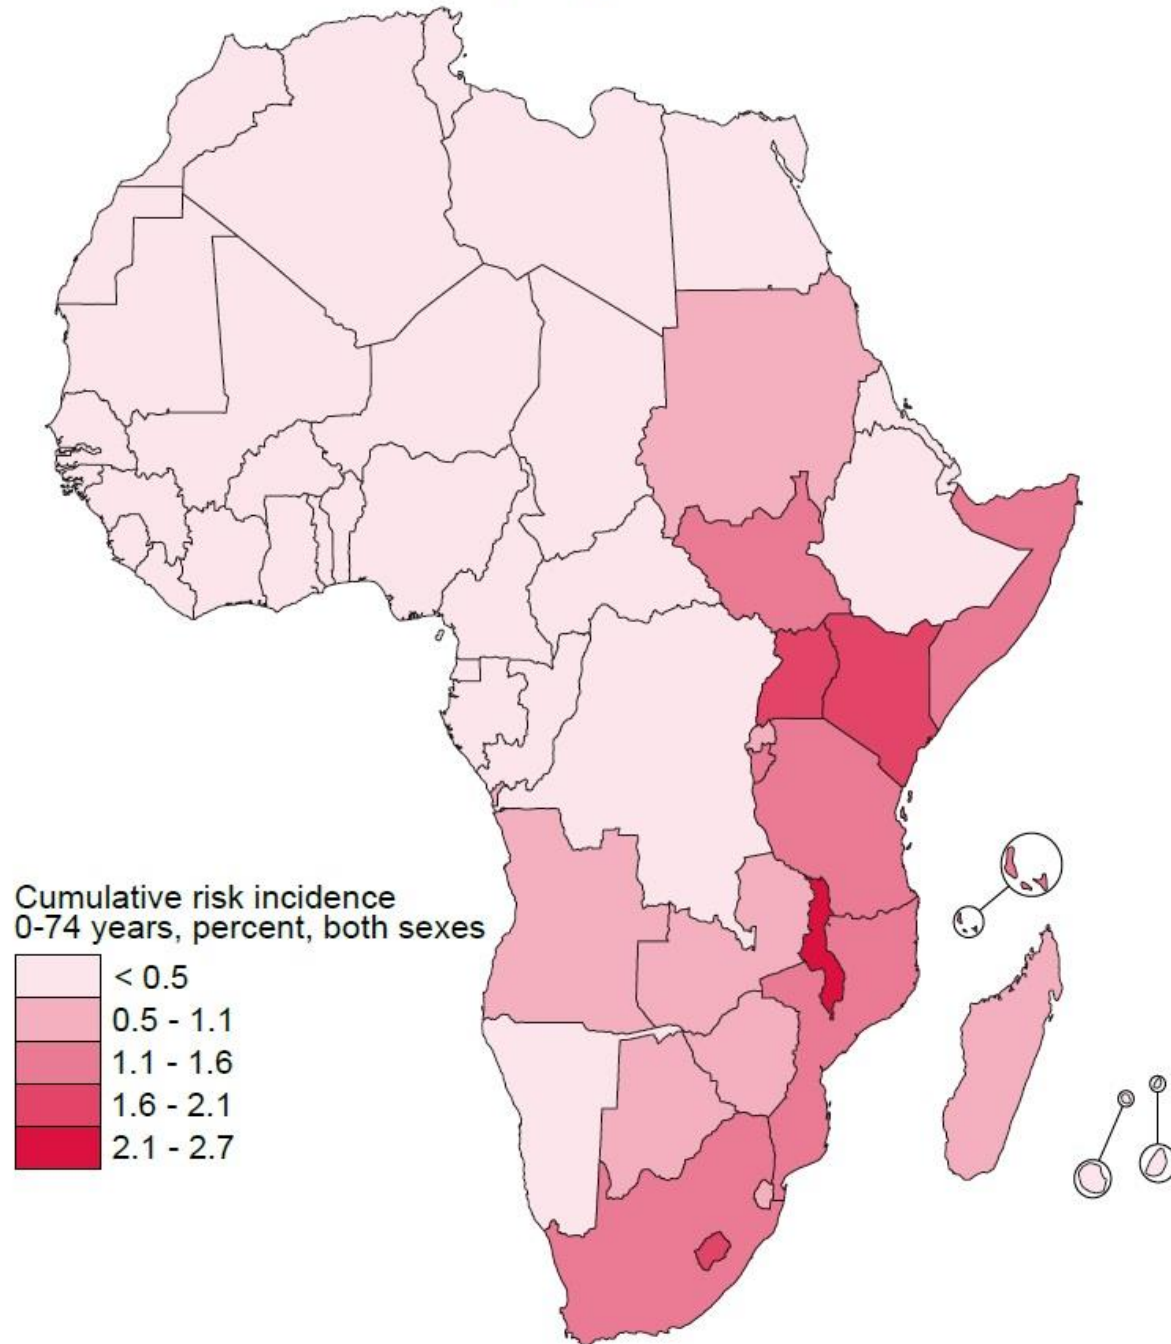 Cumulative risk incidence
0-74 years, percent, both sexes
< 0.5
0.5 - 1.1
1.1 - 1.6
1.6 - 2.1
2.1 - 2.7